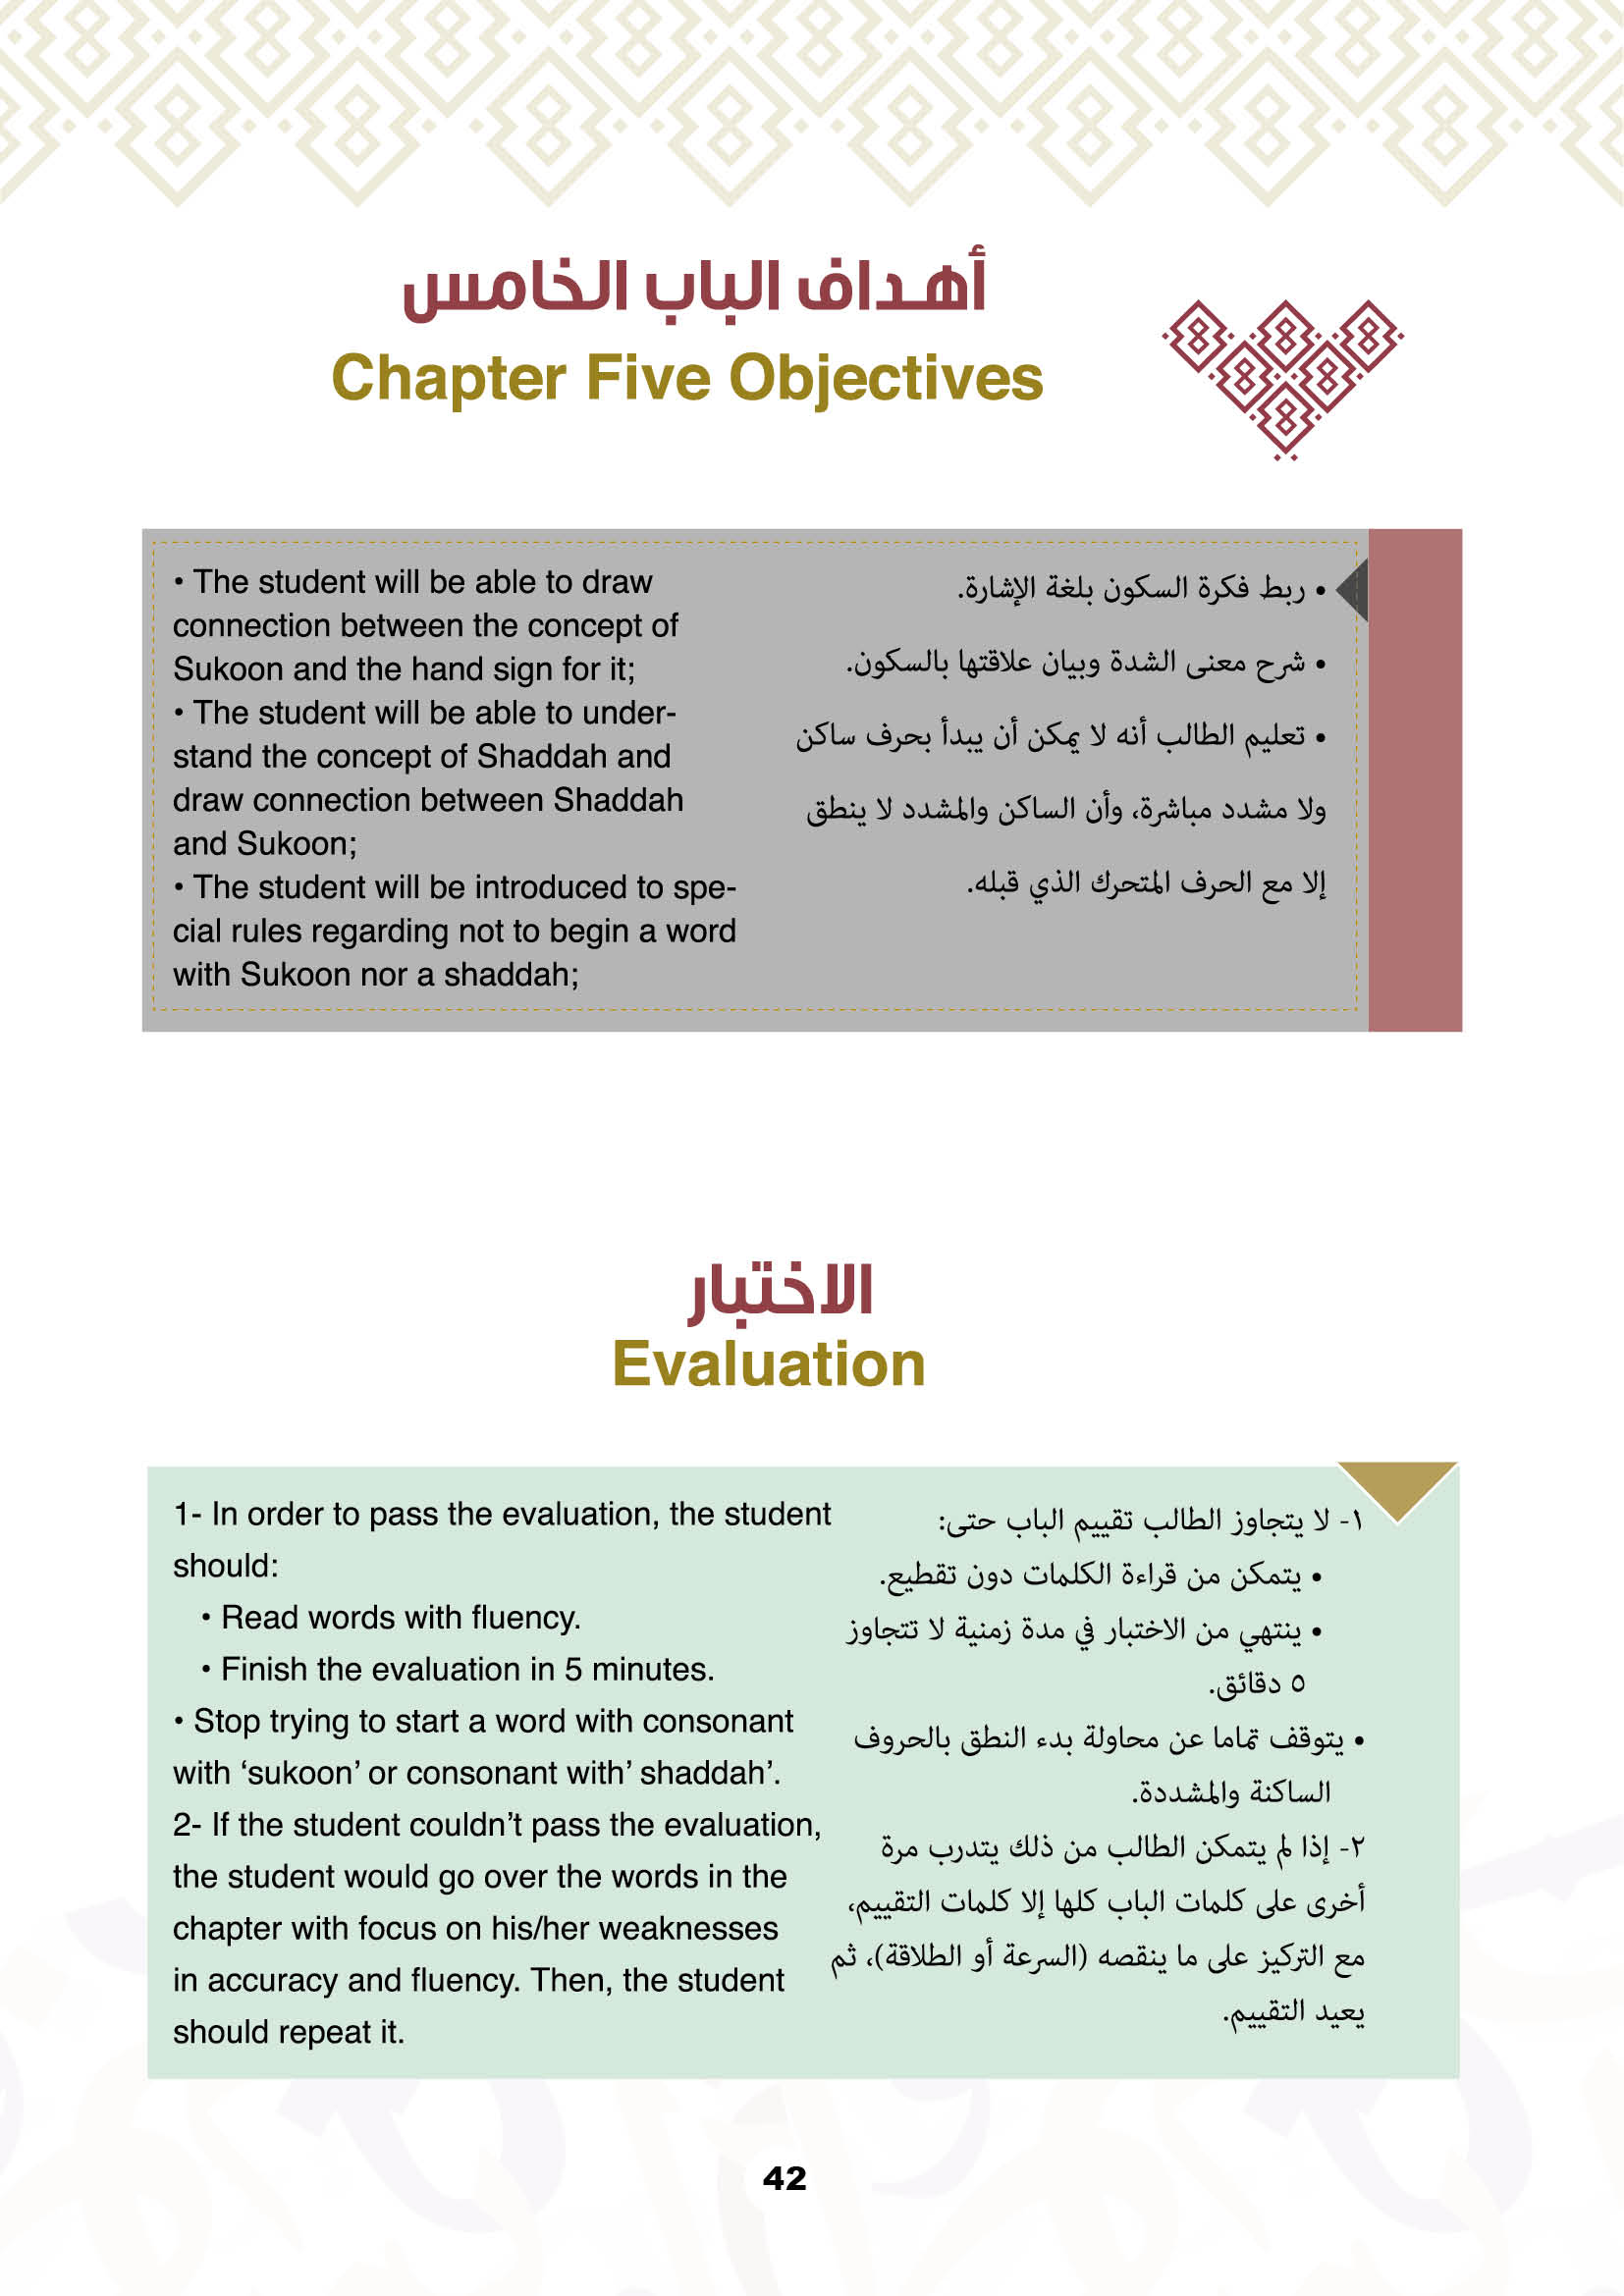 أهداف الباب الخامس
Chapter Five Objectives
• The student will be able to draw
connection between the concept of
Sukoon and the hand sign for it;
• The student will be able to under-
stand the concept of Shaddah and
draw connection between Shaddah
and Sukoon;
• The student will be introduced to spe-
cial rules regarding not to begin a word
with Sukoon nor a shaddah;
• ربط فكرة السكون بلغة الإشارة.
• شرح معنى الشدة وبيان علاقتها بالسكون.
• تعليم الطالب أنه لا يمكن أن يبدأ بحرف ساكن
ولا مشدد مباشرة، وأن الساكن والمشدد لا ينطق
إلا مع الحرف المتحرك الذي قبله.
الاختبار
Evaluation
1- In order to pass the evaluation, the student
should:
• Read words with fluency.
• Finish the evaluation in 5 minutes.
• Stop trying to start a word with consonant
with ‘sukoon’ or consonant with’ shaddah’.
2- If the student couldn’t pass the evaluation,
the student would go over the words in the
chapter with focus on his/her weaknesses
in accuracy and fluency. Then, the student
should repeat it.
١- لا يتجاوز الطالب تقييم الباب حتى:
• يتمكن من قراءة الكلمات دون تقطيع.
• ينتهي من الاختبار في مدة زمنية لا تتجاوز
٥ دقائق.
• يتوقف تماما عن محاولة بدء النطق بالحروف
الساكنة والمشددة.
٢- إذا لم يتمكن الطالب من ذلك يتدرب مرة
أخرى على كلمات الباب كلها إلا كلمات التقييم،
مع التركيز على ما ينقصه (السرعة أو الطلاقة)، ثم
يعيد التقييم.
42